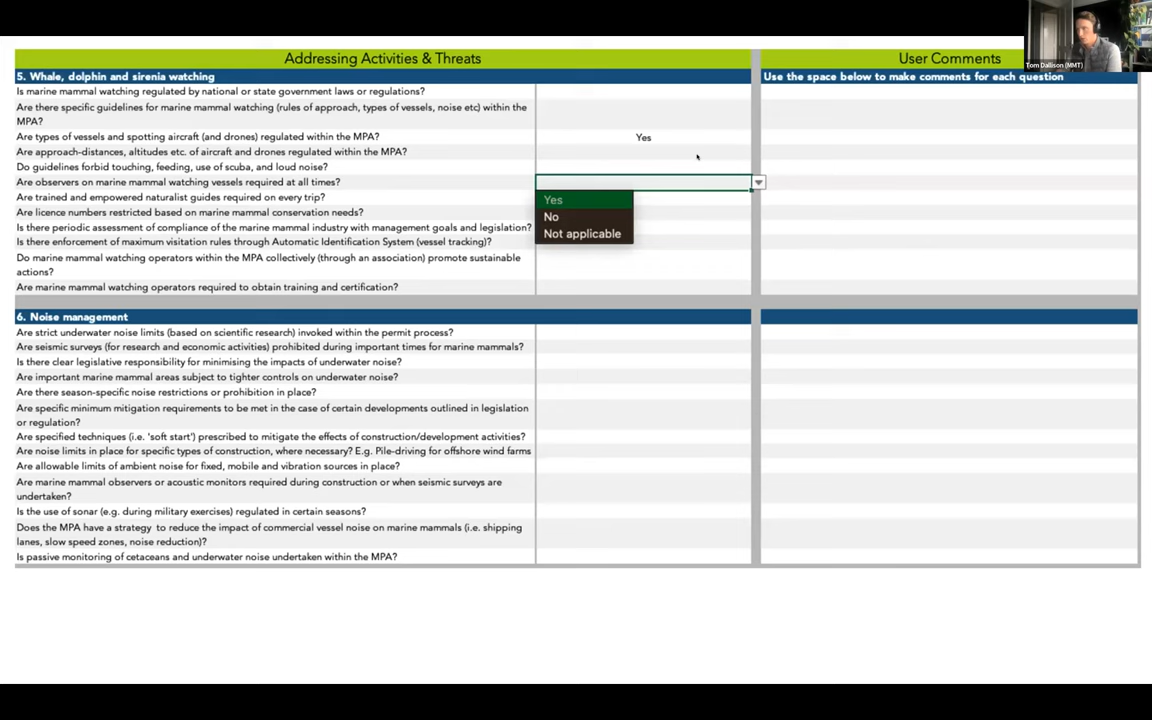 Addressing Activities & Threats
User Comments
Tom Dallison (MMT)
5. Whale, dolphin and sirenia watching
Use the space below to make comments for each question
Is marine mammal watching regulated by national or state government laws or regulations?
Are there specific guidelines for marine mammal watching (rules of approach, types of vessels, noise etc) within the
MPA?
Are types of vessels and spotting aircraft (and drones) regulated within the MPA?
Yes
Are approach-distances, altitudes etc. of aircraft and drones regulated within the MPA?
Do guidelines forbid touching, feeding, use of scuba, and loud noise?
Are observers on marine mammal watching vessels required at all times?
Are trained and empowered naturalist guides required on every trip?
Yes
Are licence numbers restricted based on marine mammal conservation needs?
No
Is there periodic assessment of compliance of the marine mammal industry with management goals and legislation?
Not applicable
Is there enforcement of maximum visitation rules through Automatic Identification System (vessel tracking)?
Do marine mammal watching operators within the MPA collectively (through an association) promote sustainable
actions?
Are marine mammal watching operators required to obtain training and certification?
6. Noise management
Are strict underwater noise limits (based on scientific research) invoked within the permit process?
Are seismic surveys (for research and economic activities) prohibited during important times for marine mammals?
Is there clear legislative responsibility for minimising the impacts of underwater noise?
Are important marine mammal areas subject to tighter controls on underwater noise?
Are there season-specific noise restrictions or prohibition in place?
Are specific minimum mitigation requirements to be met in the case of certain developments outlined in legislation
or regulation?
Are specified techniques (i.e. 'soft start') prescribed to mitigate the effects of construction/development activities?
Are noise limits in place for specific types of construction, where necessary? E.g. Pile-driving for offshore wind farms
Are allowable limits of ambient noise for fixed, mobile and vibration sources in place?
Are marine mammal observers or acoustic monitors required during construction or when seismic surveys are
undertaken?
Is the use of sonar (e.g. during military exercises) regulated in certain seasons?
Does the MPA have a strategy to reduce the impact of commercial vessel noise on marine mammals (i.e. shipping
lanes, slow speed zones, noise reduction)?
Is passive monitoring of cetaceans and underwater noise undertaken within the MPA?